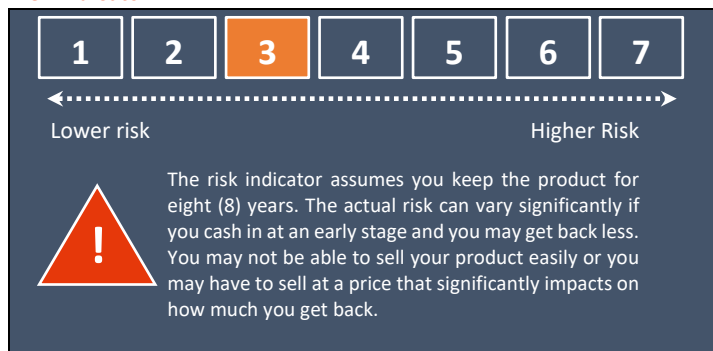 1 2 3 4 5 6 7
Lower risk Higher Risk
The risk indicator assumes you keep the product for
eight (8) years. The actual risk can vary significantly if
you cash in at an early stage and you may get back less.
You may not be able to sell your product easily or you
may have to sell at a price that significantly impacts on
how much you get back.
!